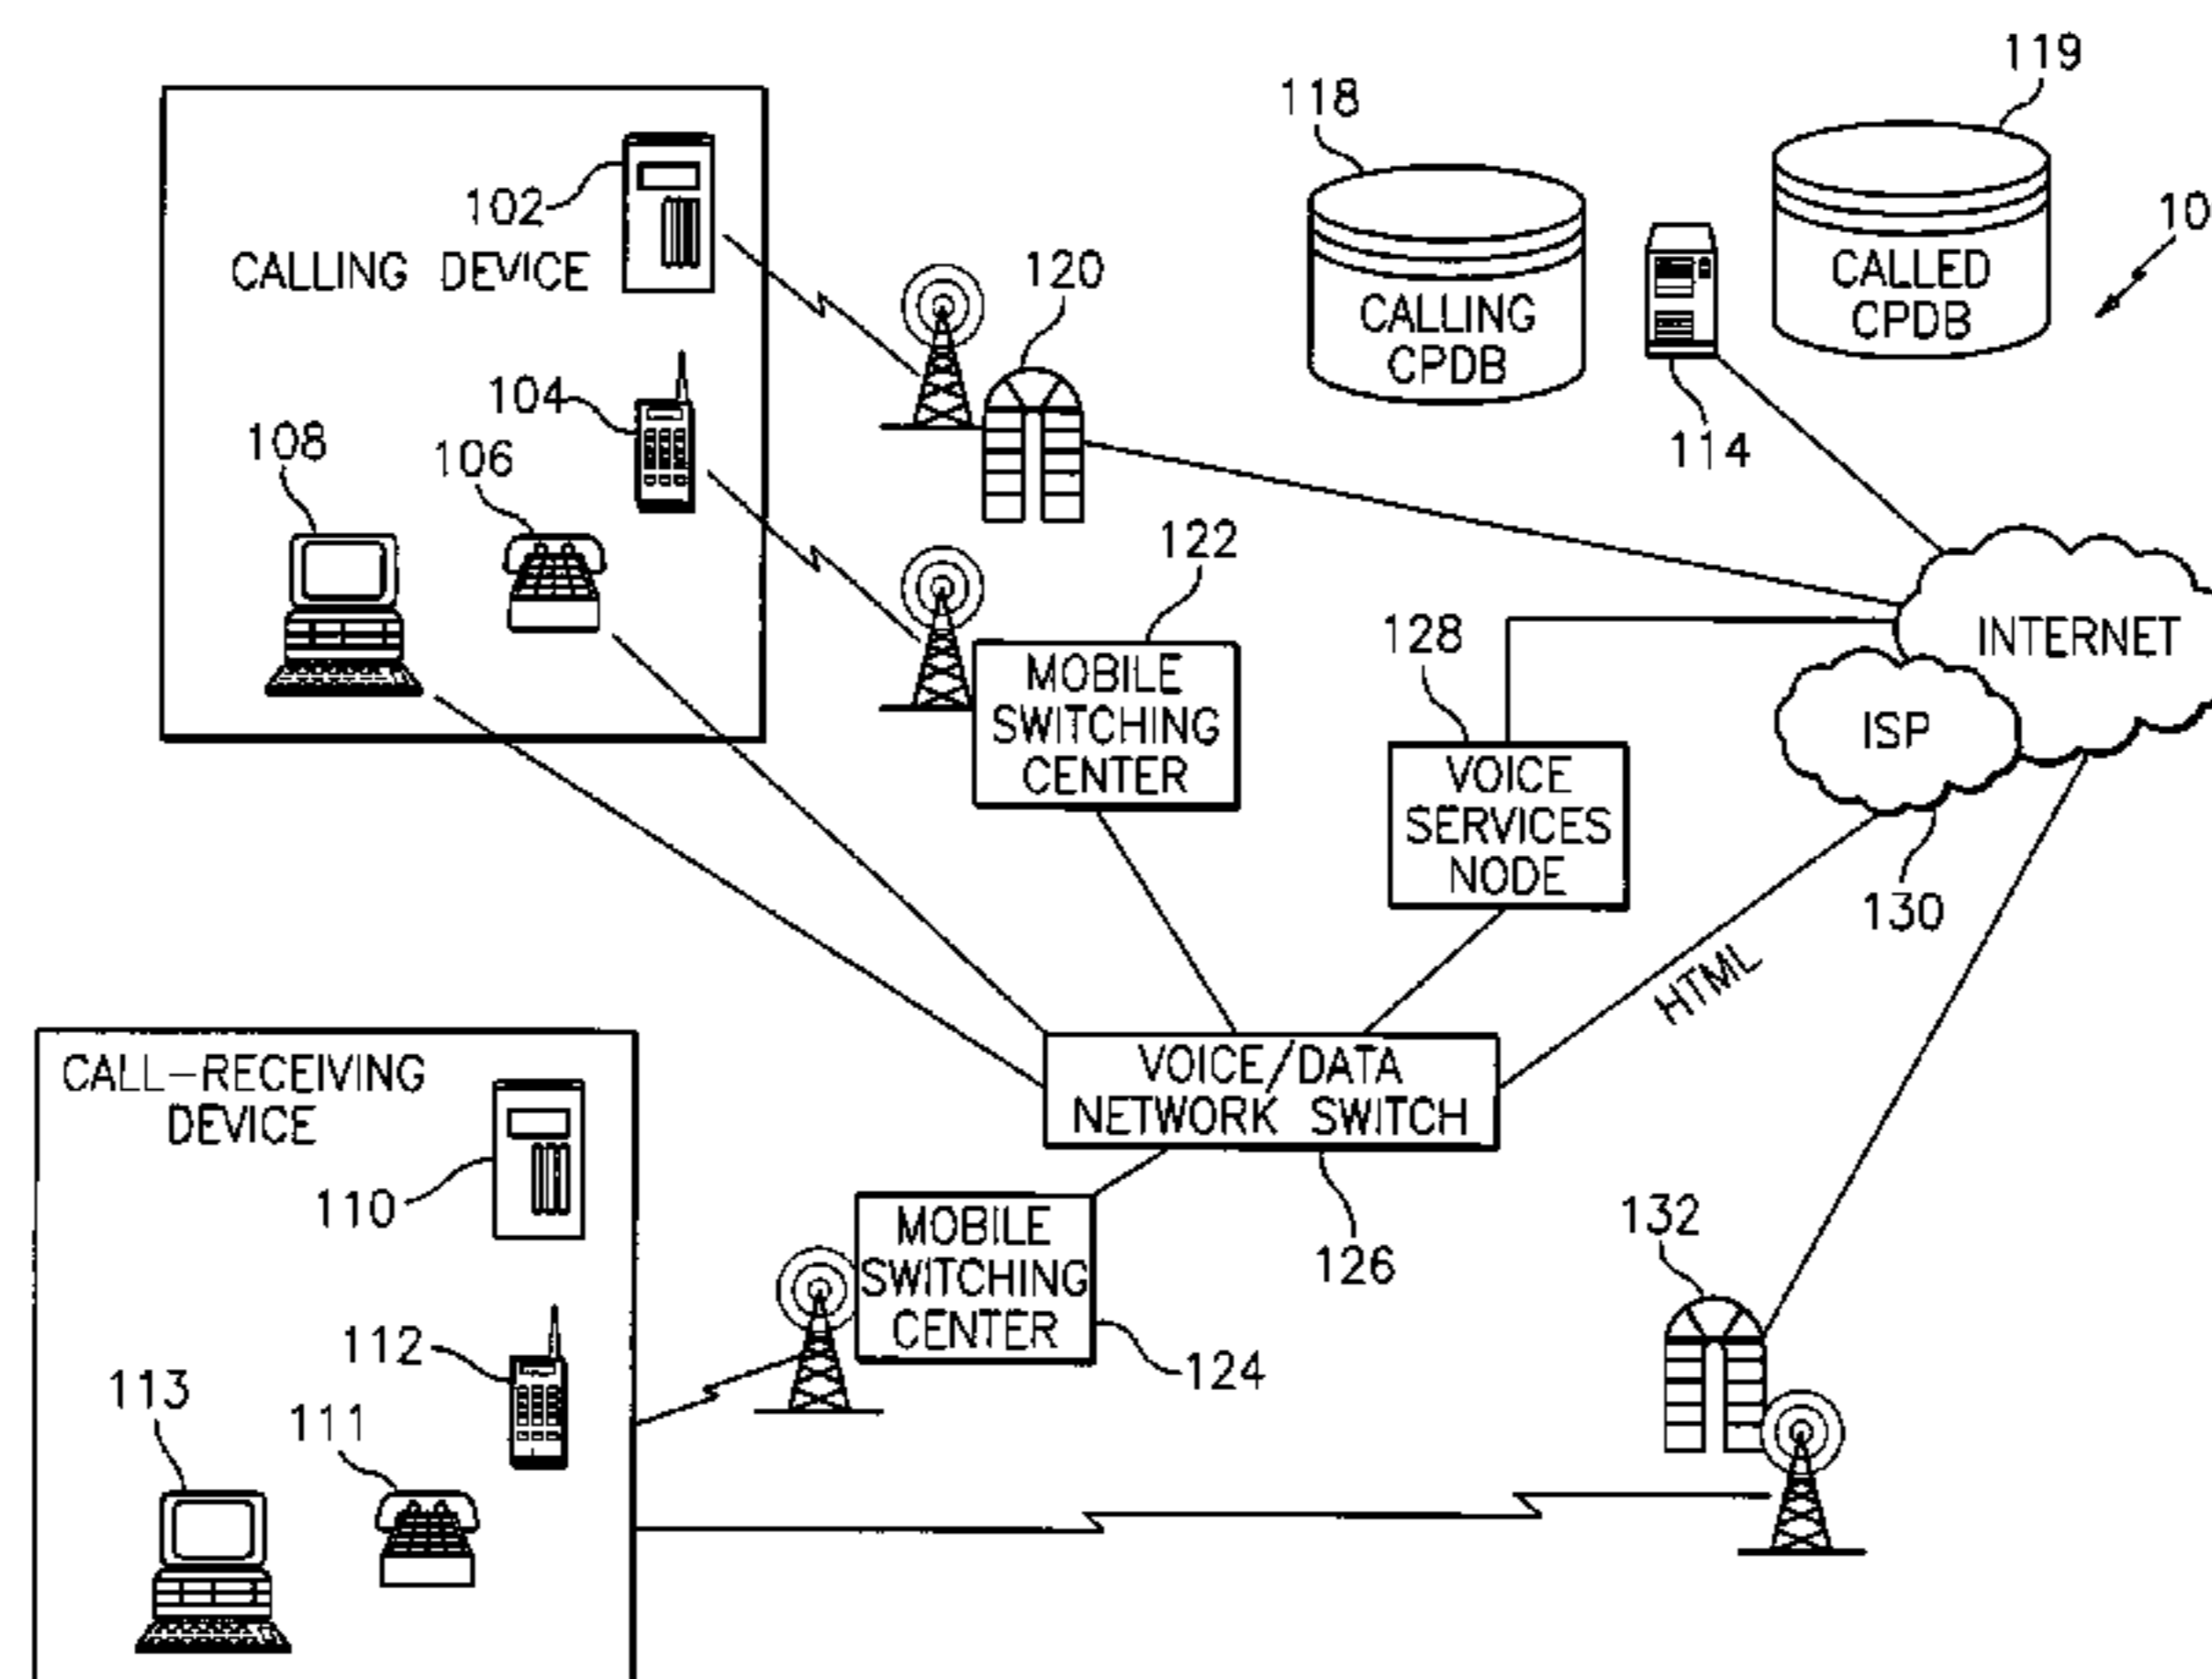 119
118
10
102
CALLING DEVICE
120
CALLED
CPDB
CALLING
CPDB
104
108
106
114
122
128
INTERNET
MOBILE
SWITCHING
CENTER
ISP
VOICE
SERVICES
NODE
130
HTML
CALL-RECEIVING
DEVICE
VOICE/DATA
NETWORK SWITCH
110
MOBILE
SWITCHING
CENTER
126
132
112
124
113
111